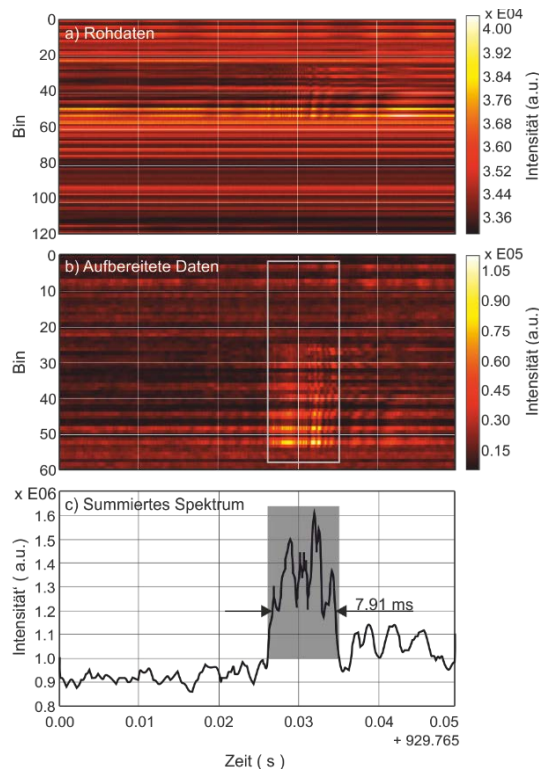 x E04
a) Rohdaten
0
20
40
60
80
100
120
Bin
4.00
3.92
3.84
3.76
3.68
3.60
3.52
3.44
3.36
Intensität (a.u.)
b) Aufbereitete Daten
0
10
20
30
40
50
60
Bin
x E05
1.05
0.90
0.75
0.60
0.45
0.30
0.15
Intensität (a.u.)
x E06
c) Summiertes Spektrum
1.6
1.5
1.4
1.3
1.2
1.1
1.0
0.9
0.8
Intensität' ( a.u.)
7.91 ms
0.00 0.01 0.02 0.03 0.04 0.05
+ 929.765
Zeit ( s )